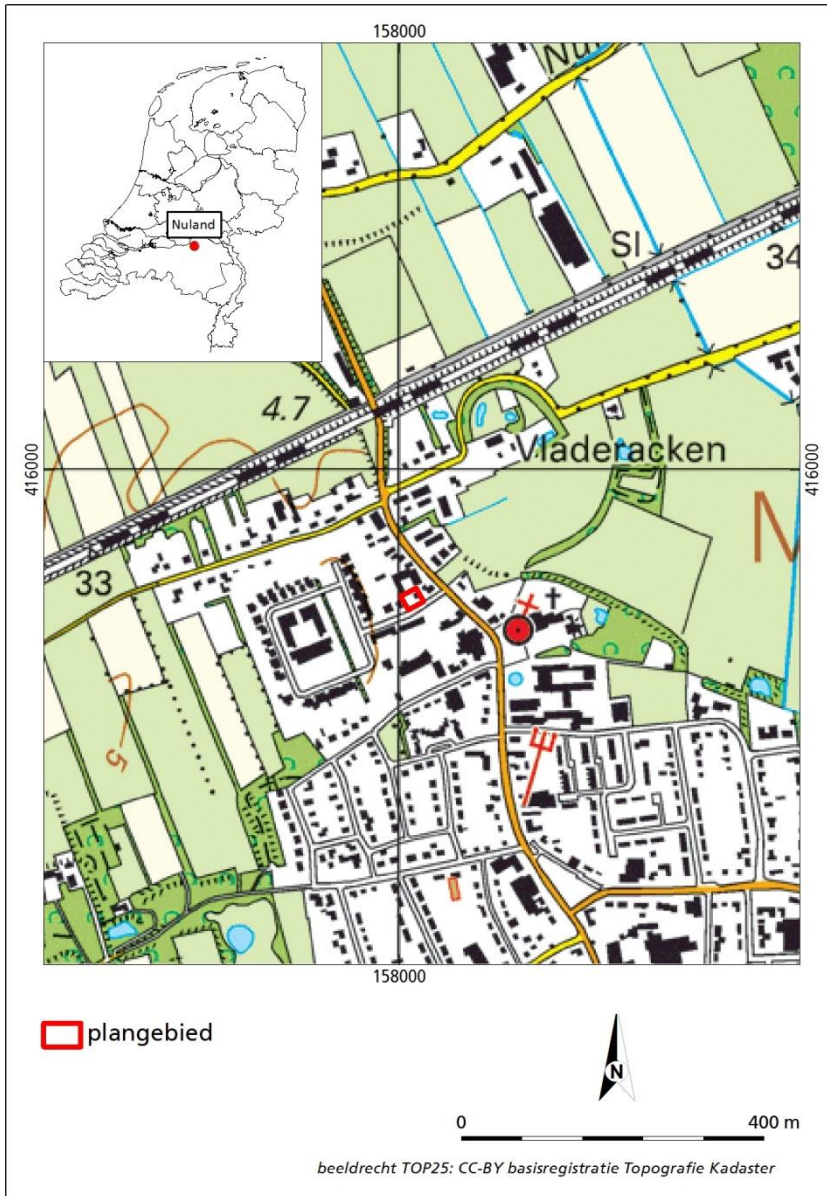 158000
Nul
Nuland
Sl
34
4.7
Vladeracken
416000
416000
M
33
5
158000
plangebied
N
0
400 m
beeldrecht TOP25: CC-BY basisregistratie Topografie Kadaster